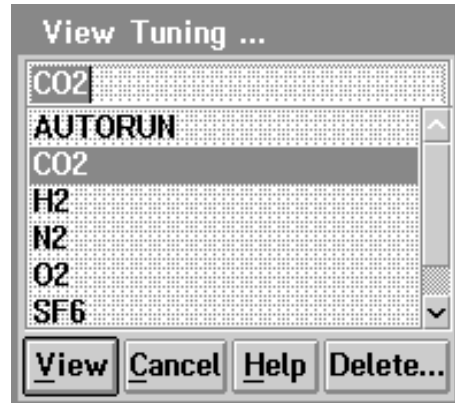 View Tuning ...
CO2
AUTORUN
CO2
H2
N2
O2
SF6
View Cancel Help Delete...